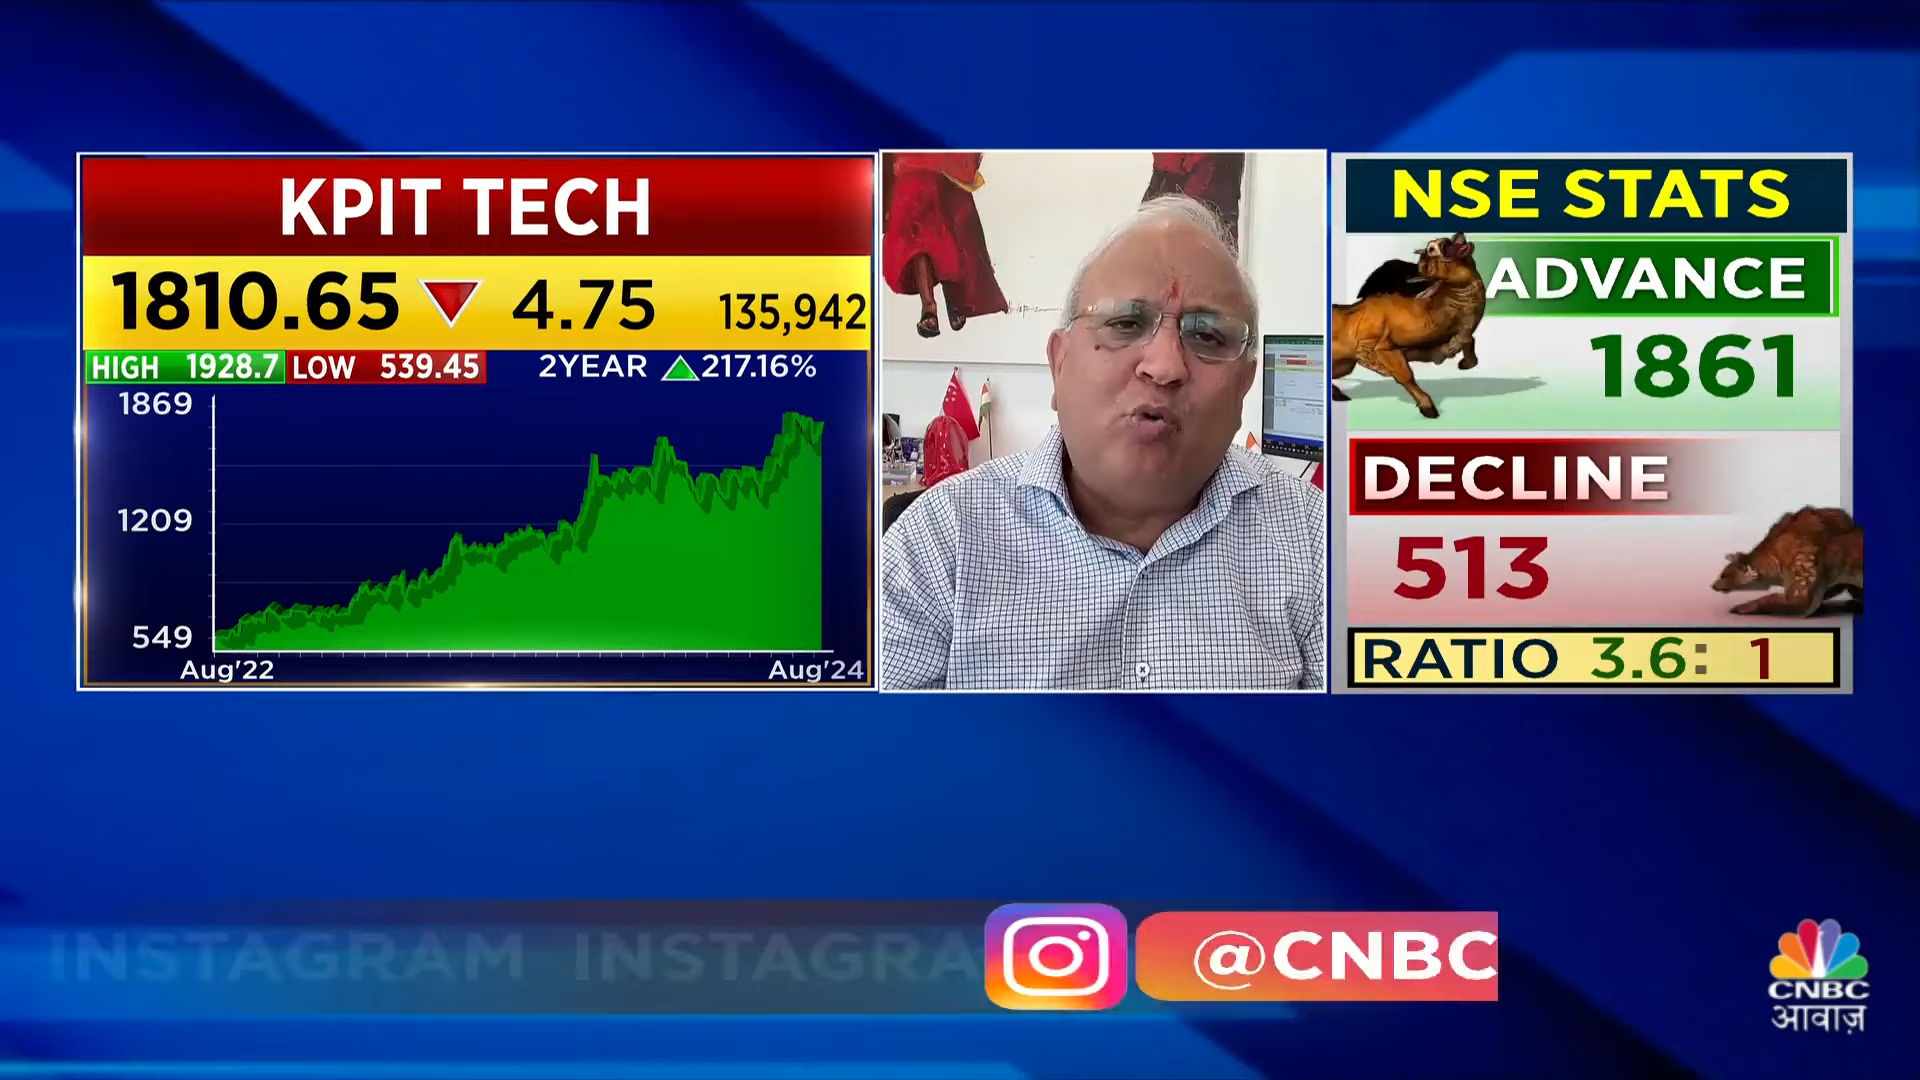 KPIT TECH
1810.65 4.75 135,942
HIGH 1928.7 LOW 539.45 2YEAR 217.16%
1869
1209
549
Aug'22 Aug'24
NSE STATS
ADVANCE
1861
DECLINE
513
RATIO 3.6: 1
INSTAGRAM INSTAGRA
@CNBC
CNBC
आवाज़